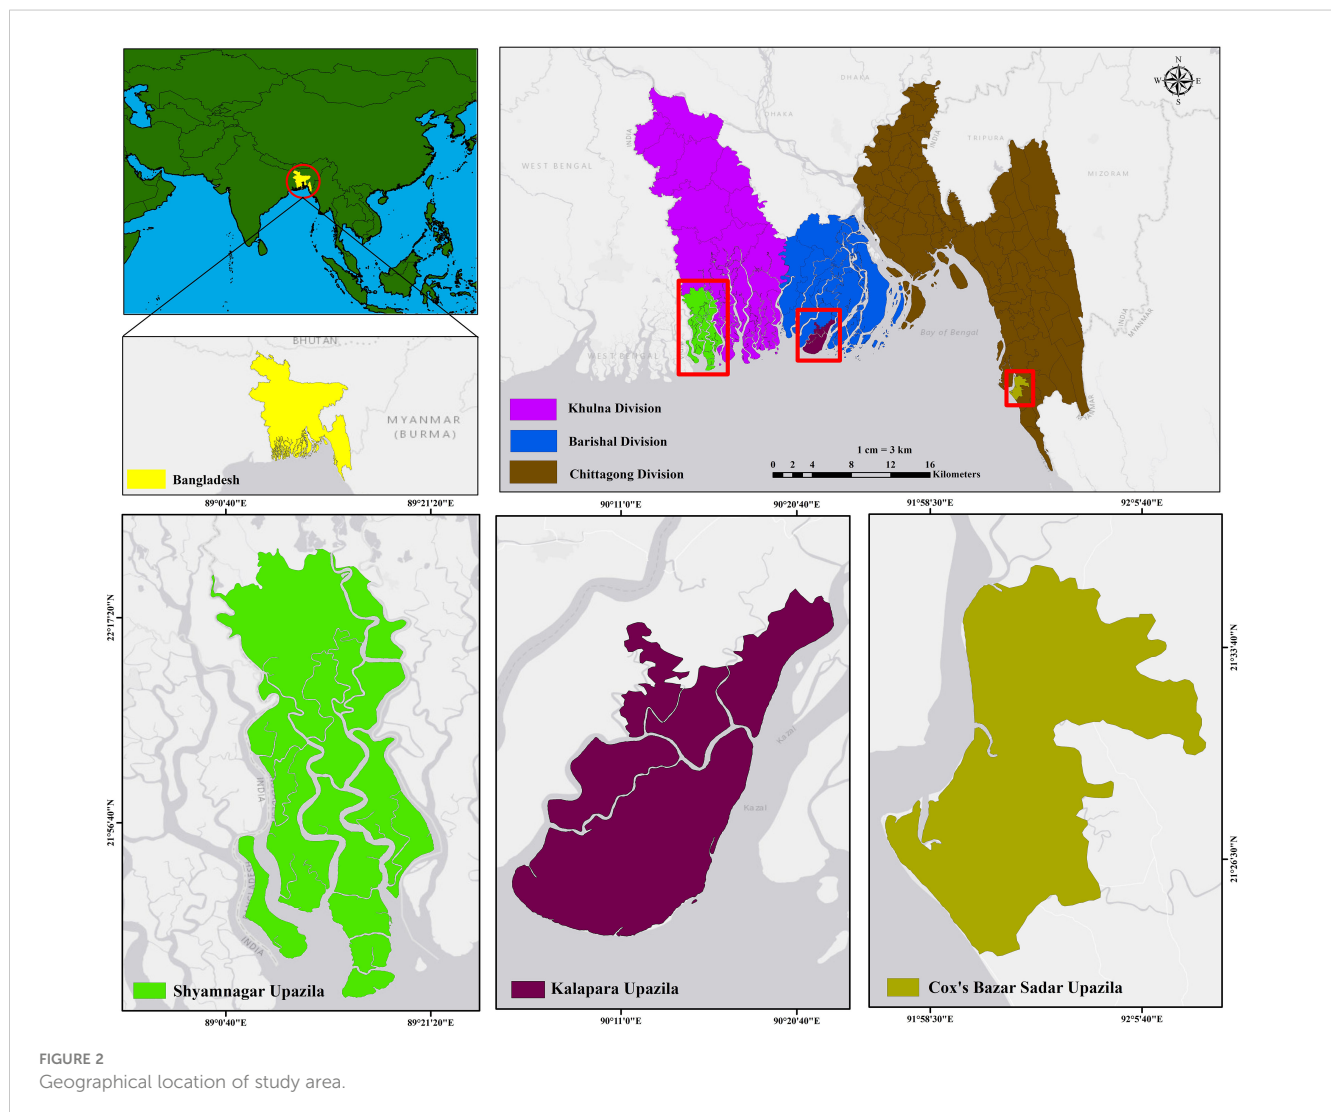 BHUTAN
MYANMAR
(BURMA)
Bangladesh
N
W
E
S
DHAKA
DHAKA
INDIA
INDIA
TRIPURA
WEST BENGAL
MIZORAM
WEST BENGAL
Bay of Bengal
INDIA
MYANMAR
Khulna Division
Barishal Division
Chittagong Division
1 cm = 3 km
0 2 4 8 12 16
Kilometers
89°0'40"E
89°21'20"E
90°11'0"E
90°20'40"E
91°58'30"E
92°5'40"E
22°17'20"N
21°56'40"N
INDIA
INDIA
Shyamnagar Upazila
89°0'40"E
89°21'20"E
Kazal
Kazal
Kalapara Upazila
90°11'0"E
90°20'40"E
21°33'40"N
21°26'30"N
Cox's Bazar Sadar Upazila
91°58'30"E
92°5'40"E
FIGURE 2
Geographical location of study area.